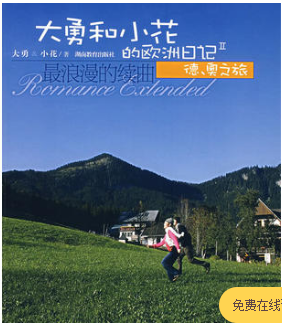 大勇和小花
的欧洲日记Ⅱ
大勇 & 小花/著 湖南教育出版社
最浪漫的续曲 德、奥之旅
Romance Extended
免费在线